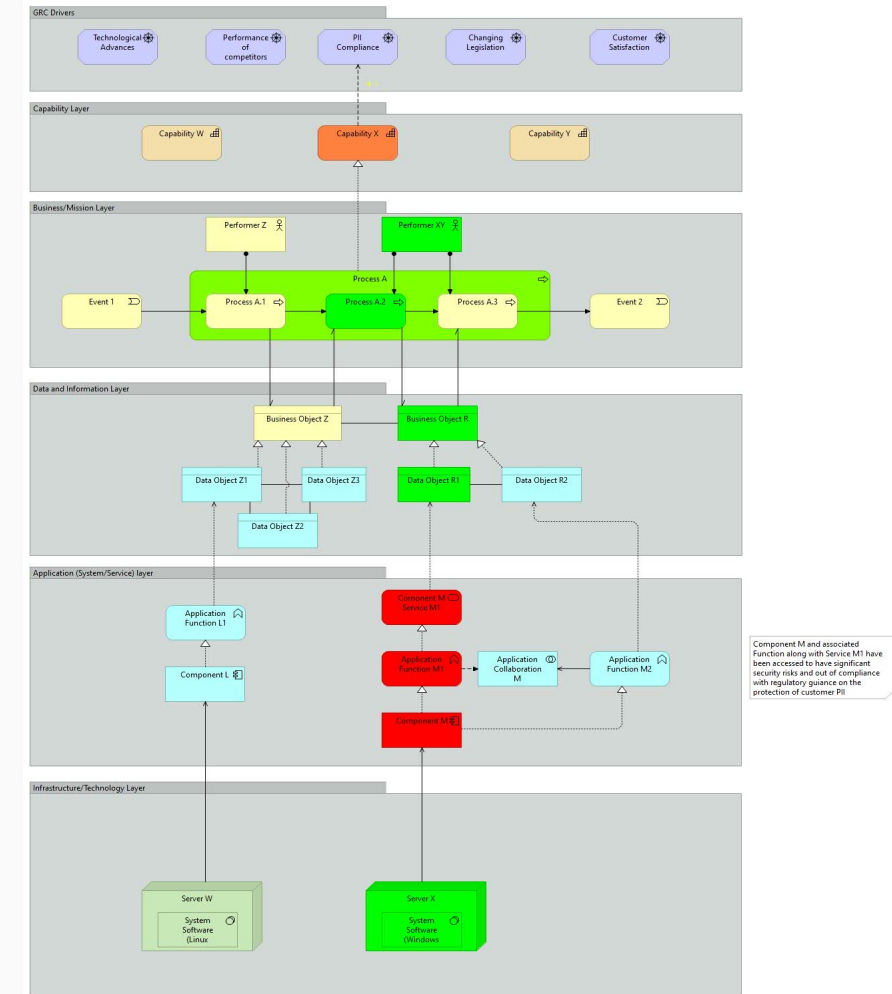 GRC Drivers
Technological
Advances
Performance
of
competitors
PII
Compliance
Changing
Legislation
Customer
Satisfaction
Capability Layer
Capability W
Capability X
Capability Y
Business/Mission Layer
Performer Z
Performer XY
Process A
Event 1
Process A.1
Process A.2
Process A.3
Event 2
Data and Information Layer
Business Object Z
Business Object R
Data Object Z1
Data Object Z3
Data Object R1
Data Object R2
Data Object Z2
Application (System/Service) layer
Comonent M
Service M1
Application
Function L1
Component L
Application
Function M1
Application
Collaboration
M
Application
Function M2
Component M
Component M and associated
Function along with Service M1 have
been accessed to have significant
security risks and out of compliance
with regulatory guiance on the
protection of customer PII
Infrastructure/Technology Layer
Server W
System
Software
(Linux
Server X
System
Software
(Windows